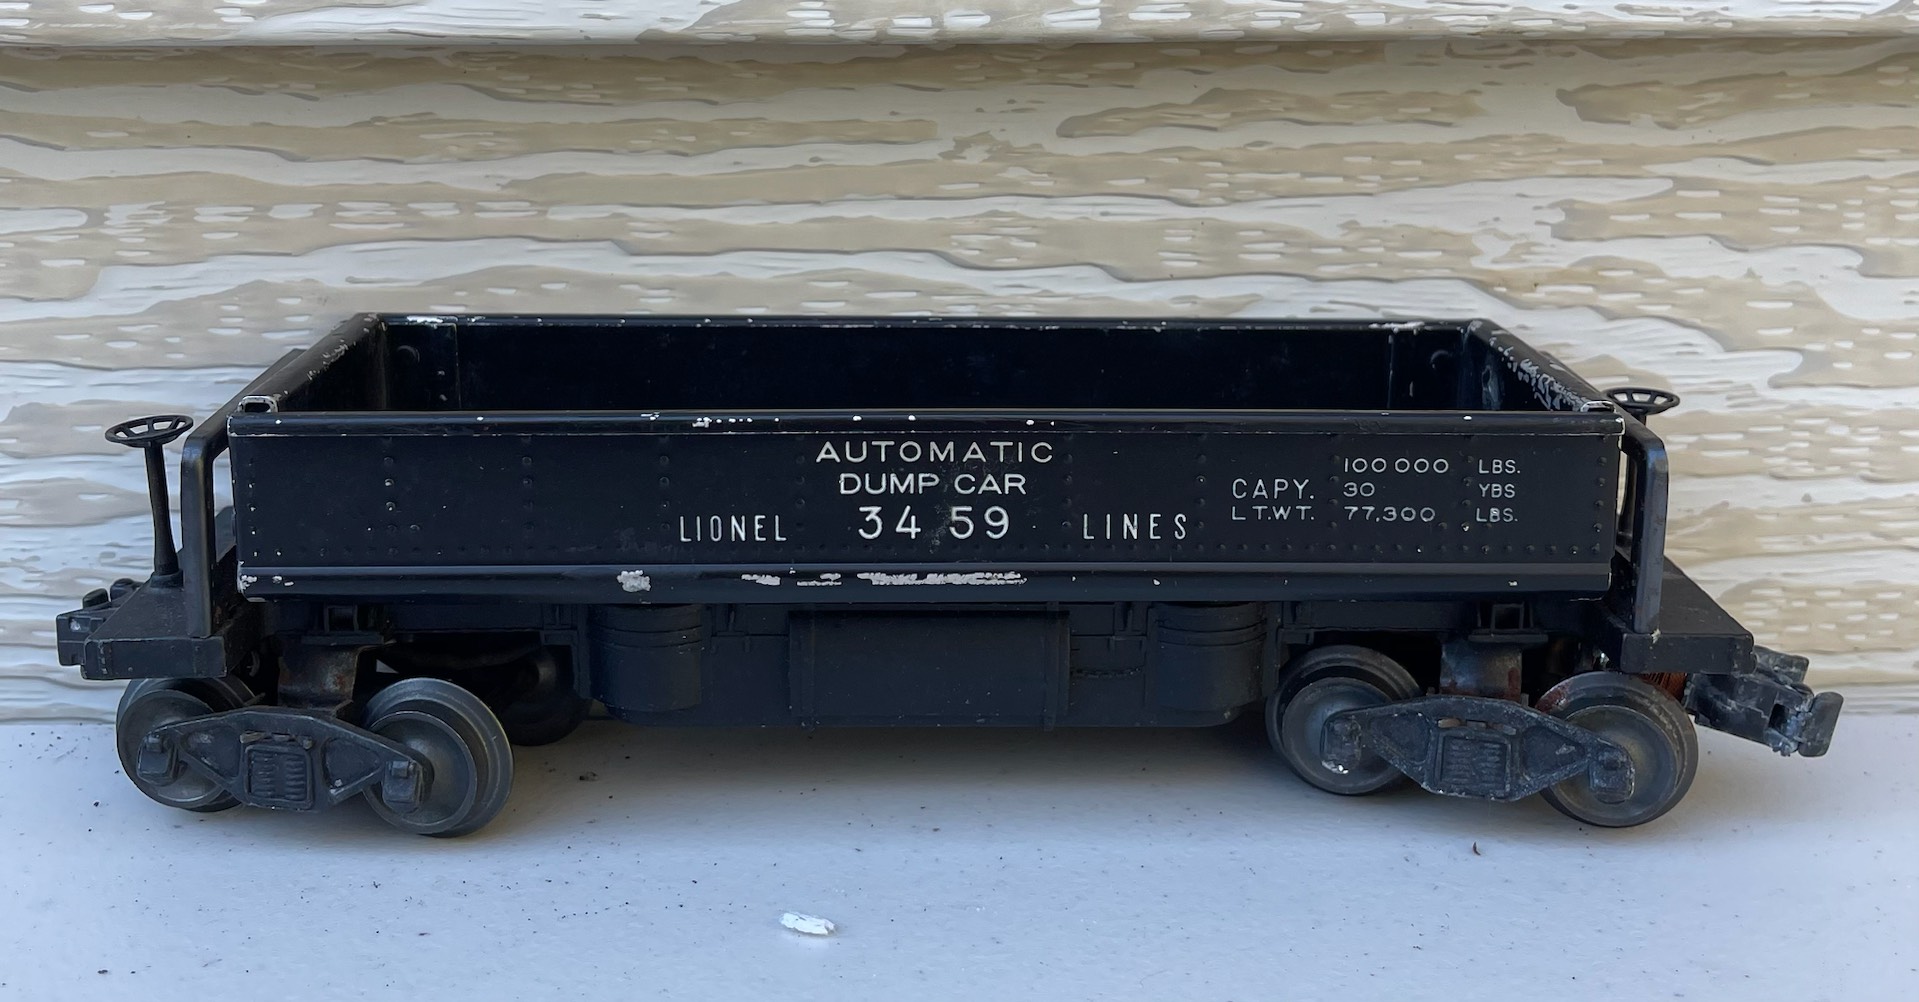 AUTOMATIC
DUMP CAR
LIONEL 3459 LINES
CAPY. 100000 LBS.
30 YBS
LT.WT. 77,300 LBS.